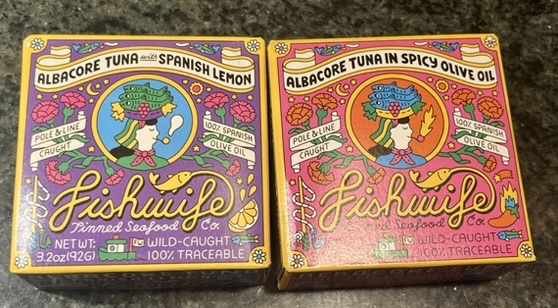 ALBACORE TUNA with SPANISH LEMON
POLE & LINE
CAUGHT
100% SPANISH
OLIVE OIL
Fishwife
Tinned Seafood Co.
NET WT:
3.2oz(92G)
WILD-CAUGHT
100% TRACEABLE
ALBACORE TUNA IN SPICY OLIVE OIL
POLE & LINE
CAUGHT
100% SPANISH
OLIVE OIL
Fishwife
Seafood Co.
WILD-CAUGHT
100% TRACEABLE